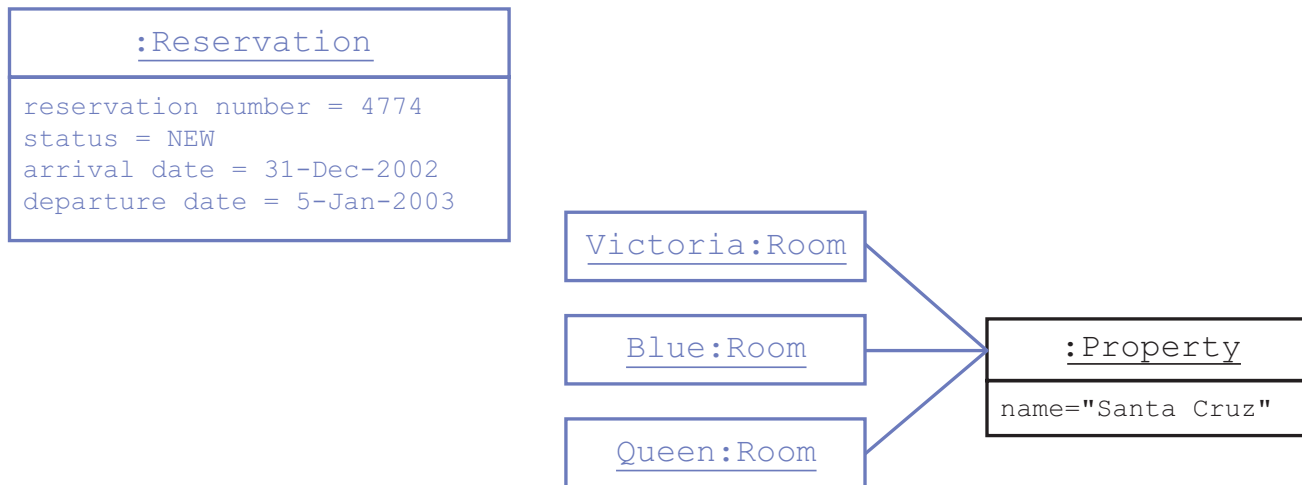 :Reservation
reservation number = 4774
status = NEW
arrival date = 31-Dec-2002
departure date = 5-Jan-2003
Victoria:Room
Blue:Room
Queen:Room
:Property
name="Santa Cruz"